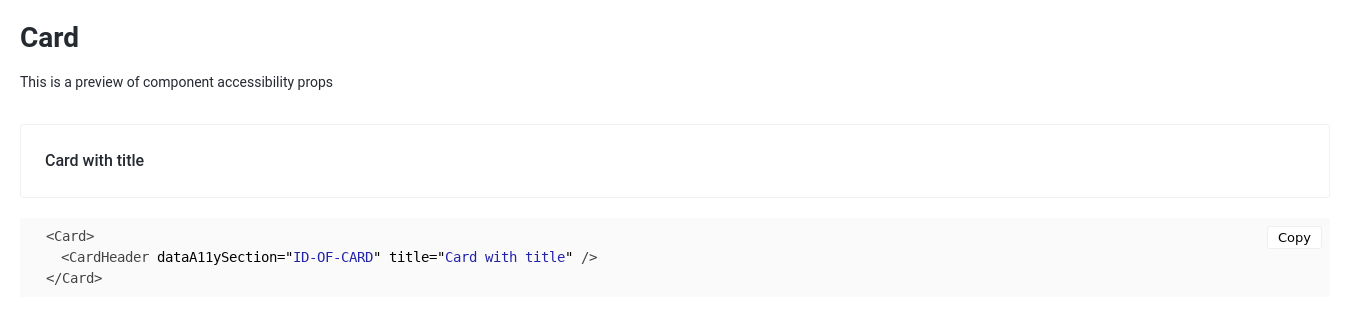 Card
This is a preview of component accessibility props
Card with title
<Card>
Copy
<CardHeader dataA11ySection="ID-OF-CARD" title="Card with title" />
</Card>